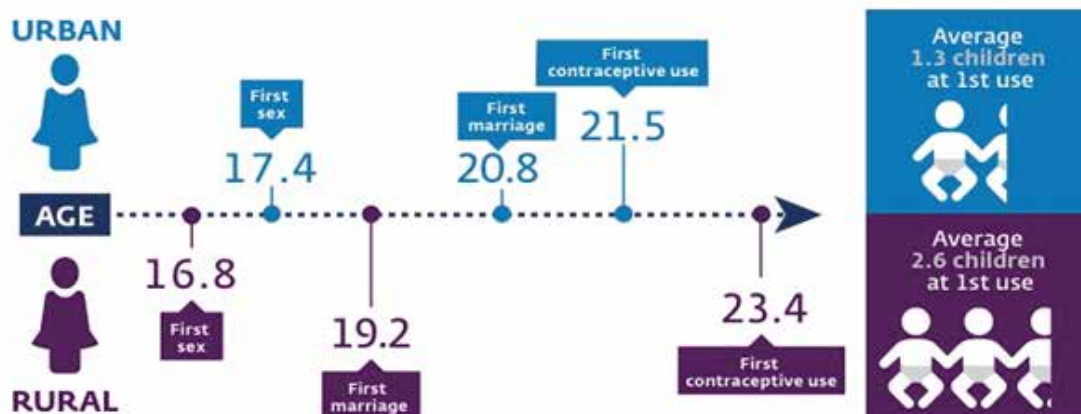 URBAN
First
sex
17.4
First
marriage
20.8
First
contraceptive use
21.5
Average
1.3 children
at 1st use
AGE
16.8
First
sex
19.2
First
marriage
23.4
First
contraceptive use
Average
2.6 children
at 1st use
RURAL